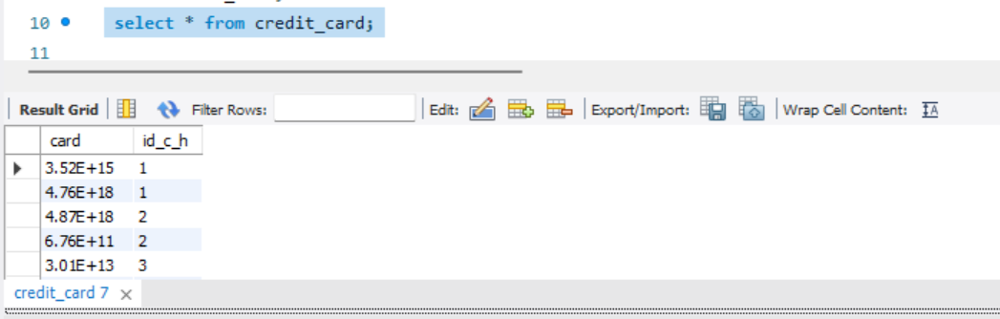 10 select * from credit_card;
11
Result Grid Filter Rows: Edit: Export/Import: Wrap Cell Content: IA
card id_c_h
3.52E+15 1
4.76E+18 1
4.87E+18 2
6.76E+11 2
3.01E+13 3
credit_card 7 ×